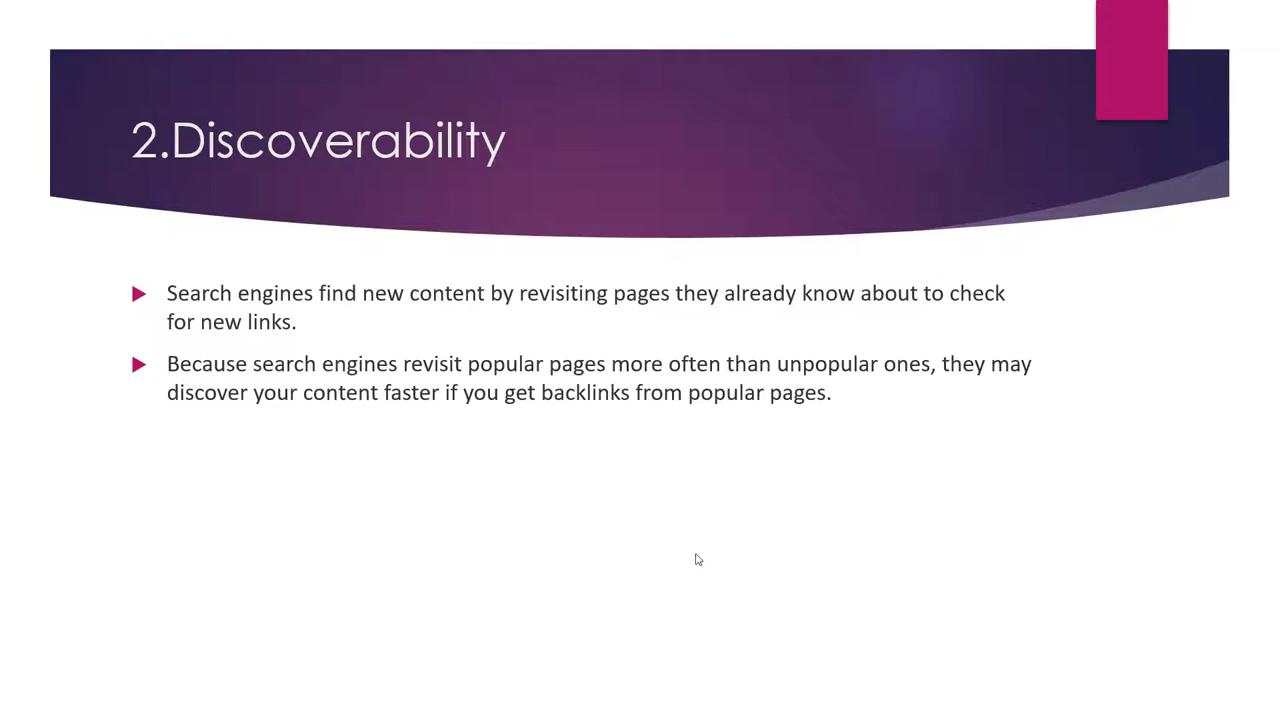 2.Discoverability
Search engines find new content by revisiting pages they already know about to check
for new links.
Because search engines revisit popular pages more often than unpopular ones, they may
discover your content faster if you get backlinks from popular pages.